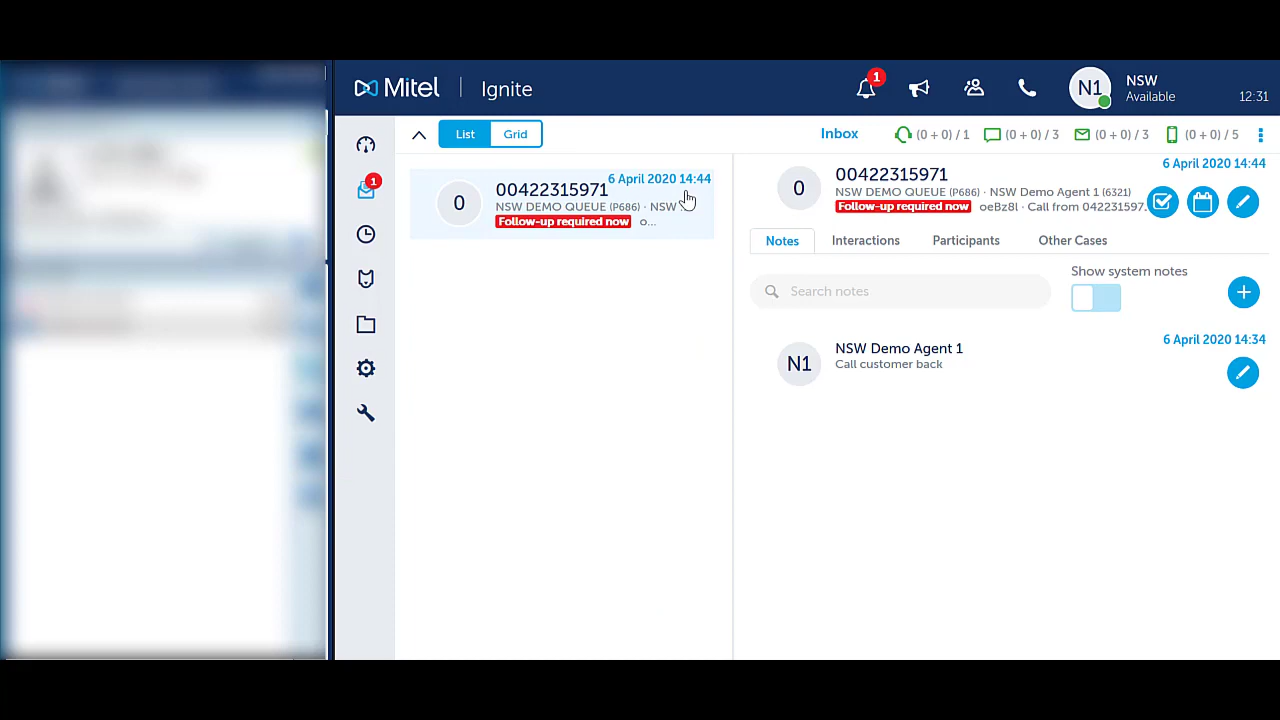 Mitel | Ignite
1
N1
NSW
Available
12:31
List
Grid
Inbox
(0 + 0) / 1
(0 + 0) / 3
(0 + 0) / 3
(0 + 0) / 5
1
0
6 April 2020 14:44
00422315971
NSW DEMO QUEUE (P686) · NSW
Follow-up required now o...
6 April 2020 14:44
0
00422315971
NSW DEMO QUEUE (P686) · NSW Demo Agent 1 (6321)
Follow-up required now oeBz8l · Call from 042231597.
Notes
Interactions
Participants
Other Cases
Search notes
Show system notes
6 April 2020 14:34
N1
NSW Demo Agent 1
Call customer back